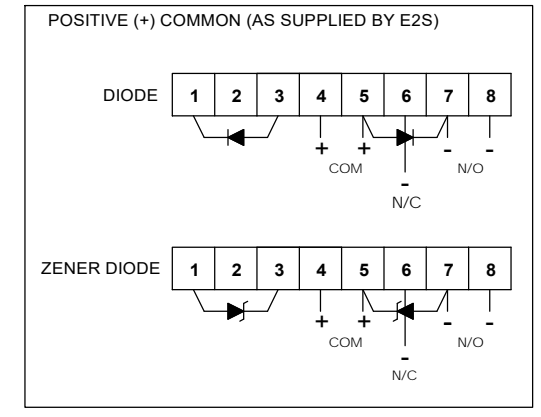 POSITIVE (+) COMMON (AS SUPPLIED BY E2S)
DIODE 1 2 3 4 5 6 7 8
+ + - -
COM N/O
-
N/C
ZENER DIODE 1 2 3 4 5 6 7 8
+ + - -
COM N/O
-
N/C